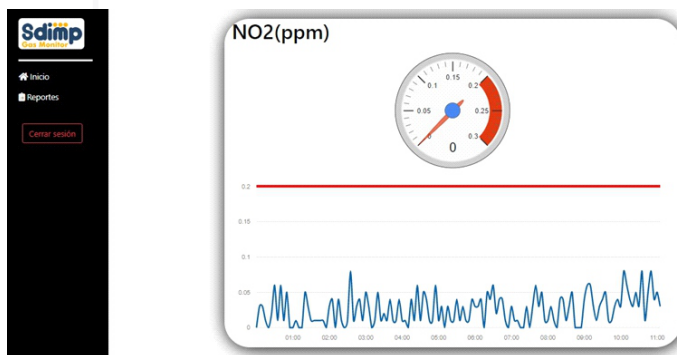 Sdimp
Gas Monitor
Inicio
Reportes
Cerrar sesión
NO2(ppm)
0.15
0.1
0.2
0.05
0.25
0
0.3
0
0.2
0.15
0.1
0.05
0
01:00 02:00 03:00 04:00 05:00 06:00 07:00 08:00 09:00 10:00 11:00